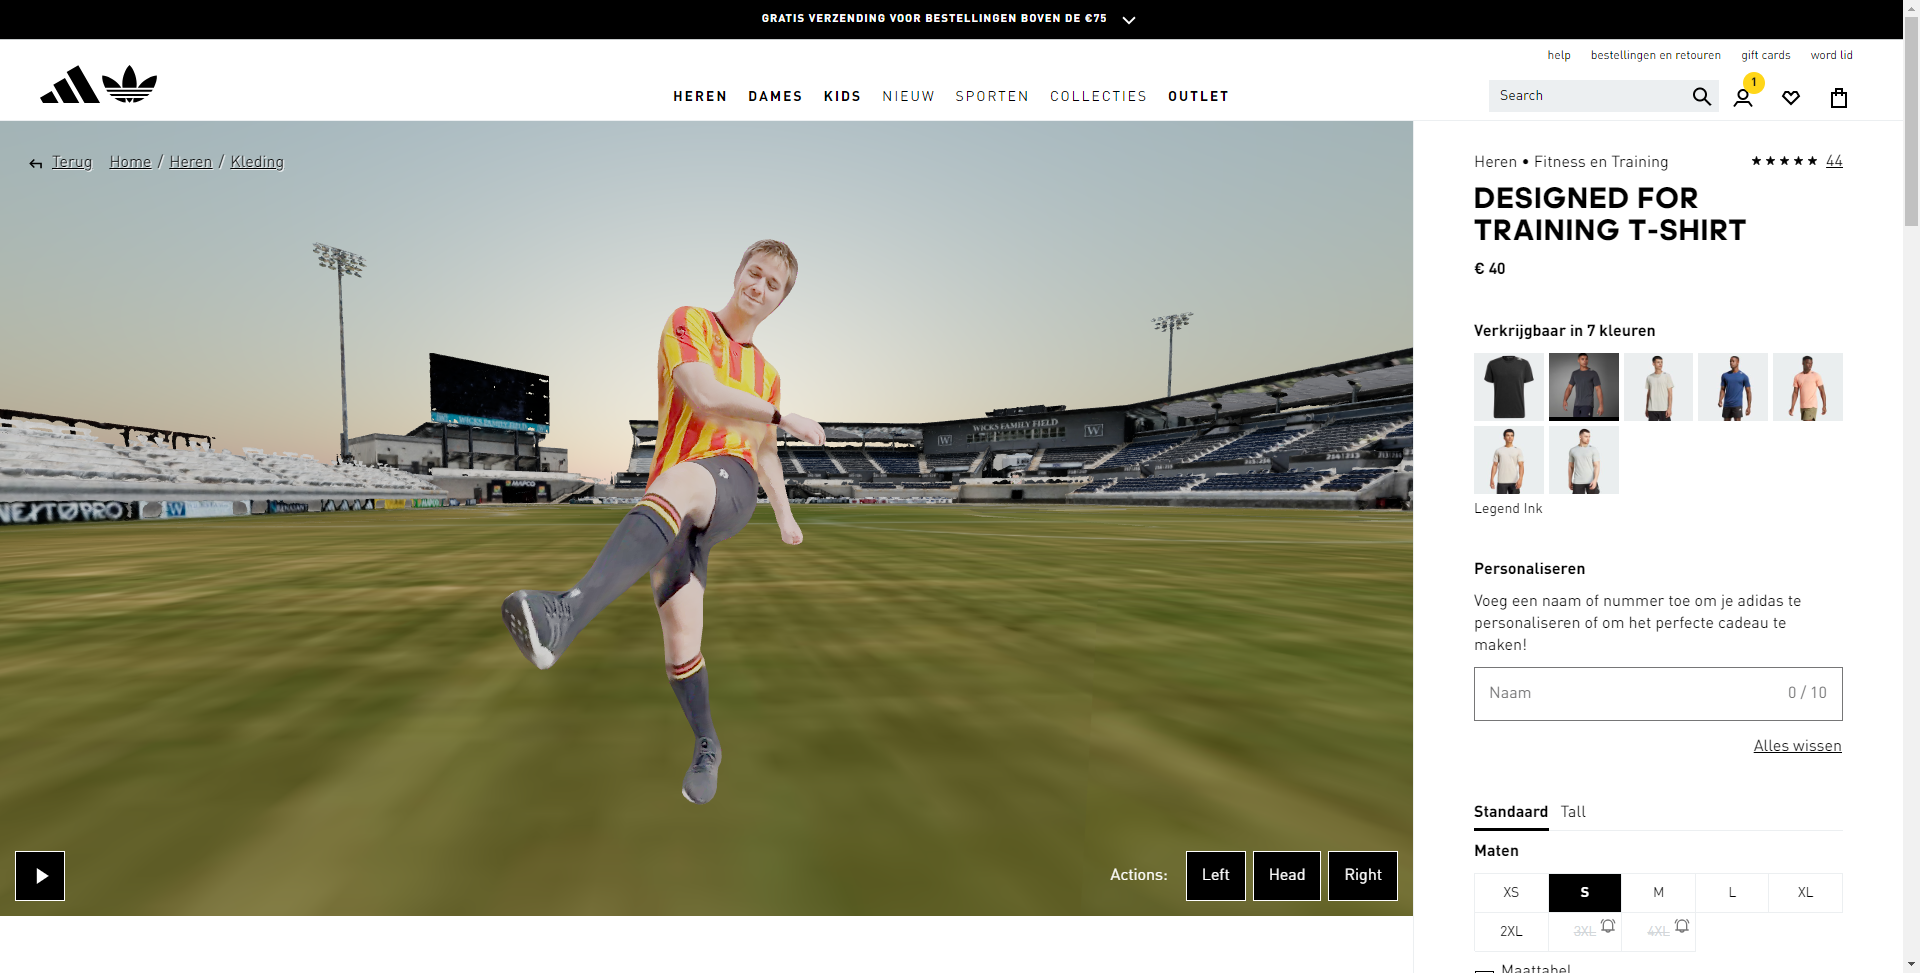 GRATIS VERZENDING VOOR BESTELLINGEN BOVEN DE €75
help bestellingen en retouren gift cards word lid
HEREN DAMES KIDS NIEUW SPORTEN COLLECTIES OUTLET
Search
1
Terug Home / Heren / Kleding
WICKS FAMILY FIELD
WICKS FAMILY FIELD
W
W
MAPCO
NEXTOPRO
W
Actions: Left Head Right
Heren • Fitness en Training
44
DESIGNED FOR
TRAINING T-SHIRT
€ 40
Verkrijgbaar in 7 kleuren
Legend Ink
Personaliseren
Voeg een naam of nummer toe om je adidas te
personaliseren of om het perfecte cadeau te
maken!
Naam 0 / 10
Alles wissen
Standaard Tall
Maten
XS S M L XL
2XL 3XL 4XL
Maattabel